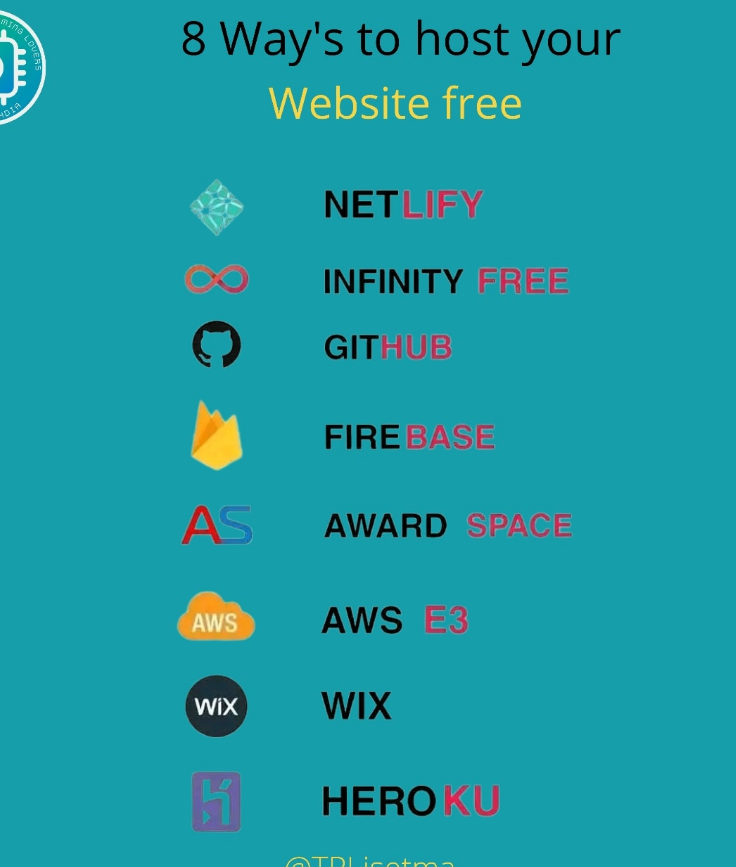 8 Way's to host your
Website free
NETLIFY
INFINITY FREE
GITHUB
FIREBASE
AS
AWARD SPACE
AWS
AWS E3
WiX
WIX
HEROKU